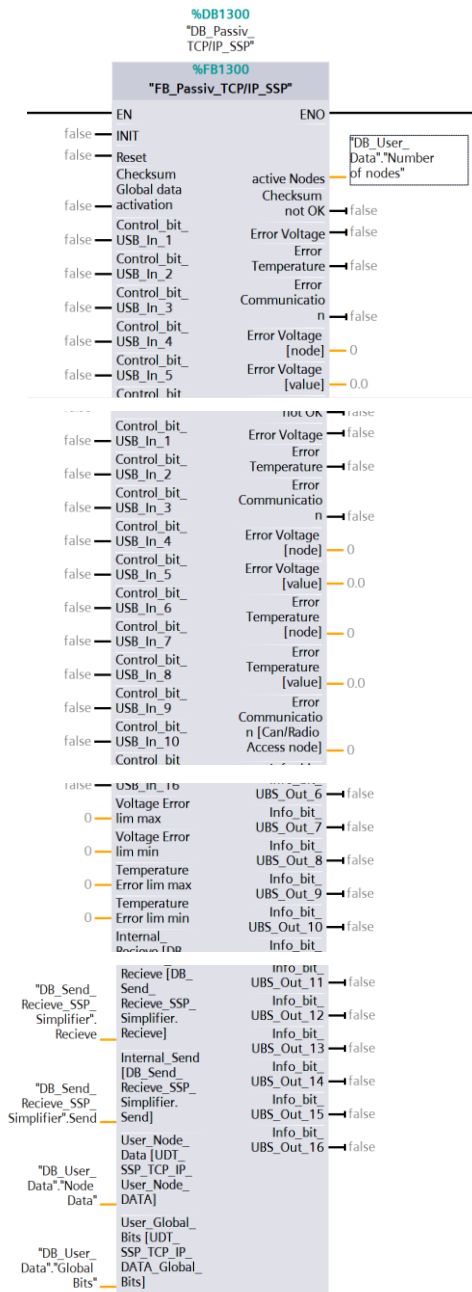 %DB1300
"DB_Passiv_
TCP/IP_SSP"
%FB1300
"FB_Passiv_TCP/IP_SSP"
EN
ENO
false
INIT
false
Reset
Checksum
Global data
false
activation
Control_bit_
false
USB_In_1
Control_bit_
false
USB_In_2
Control_bit_
false
USB_In_3
Control_bit_
false
USB_In_4
Control_bit_
false
USB_In_5
Control_bit
"DB_User_
Data"."Number
of nodes"
active Nodes
Checksum
not OK
false
Error Voltage
false
Error
Temperature
false
Error
Communicatio
n
false
Error Voltage
[node]
0
Error Voltage
[value]
0.0
Control_bit_
false
USB_In_1
Control_bit_
false
USB_In_2
Control_bit_
false
USB_In_3
Control_bit_
false
USB_In_4
Control_bit_
false
USB_In_5
Control_bit_
false
USB_In_6
Control_bit_
false
USB_In_7
Control_bit_
false
USB_In_8
Control_bit_
false
USB_In_9
Control_bit_
false
USB_In_10
Control_bit
not OK
false
Error Voltage
false
Error
Temperature
false
Error
Communicatio
n
false
Error Voltage
[node]
0
Error Voltage
[value]
0.0
Error
Temperature
[node]
0
Error
Temperature
[value]
0.0
Error
Communicatio
n [Can/Radio
Access node]
0
false
USB_In_16
Voltage Error
0
lim max
Voltage Error
0
lim min
Temperature
0
Error lim max
Temperature
0
Error lim min
Internal_
Recieve [DB
Info_bit_
UBS_Out_6
false
Info_bit_
UBS_Out_7
false
Info_bit_
UBS_Out_8
false
Info_bit_
UBS_Out_9
false
Info_bit_
UBS_Out_10
false
Info_bit_
Recieve [DB_
Send_
Recieve_SSP_
Simplifier.
Recieve]
"DB_Send_
Recieve_SSP_
Simplifier".
Recieve
Internal_Send
[DB_Send_
Recieve_SSP_
Simplifier.
Send]
"DB_Send_
Recieve_SSP_
Simplifier".Send
User_Node_
Data [UDT_
SSP_TCP_IP_
User_Node_
DATA]
"DB_User_
Data"."Node
Data"
User_Global_
Bits [UDT_
SSP_TCP_IP_
DATA_Global_
Bits]
"DB_User_
Data"."Global
Bits"
Info_bit_
UBS_Out_11
false
Info_bit_
UBS_Out_12
false
Info_bit_
UBS_Out_13
false
Info_bit_
UBS_Out_14
false
Info_bit_
UBS_Out_15
false
Info_bit_
UBS_Out_16
false